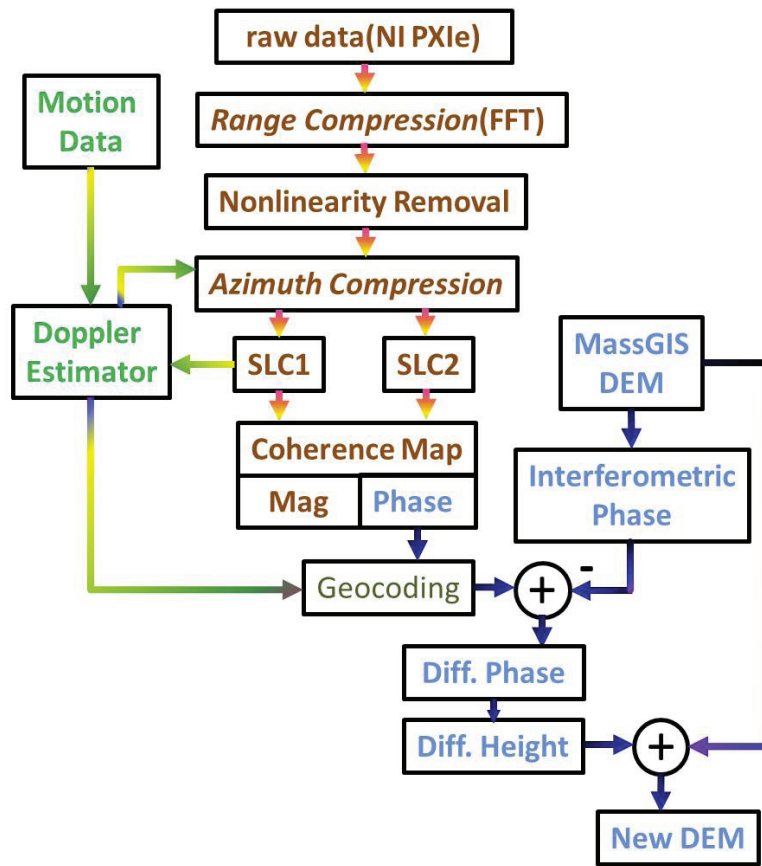 raw data(NI PXIe)
Motion
Data
Range Compression(FFT)
Nonlinearity Removal
Azimuth Compression
Doppler
Estimator
SLC1
SLC2
MassGIS
DEM
Coherence Map
Mag
Phase
Interferometric
Phase
Geocoding
+
-
Diff. Phase
Diff. Height
+
New DEM